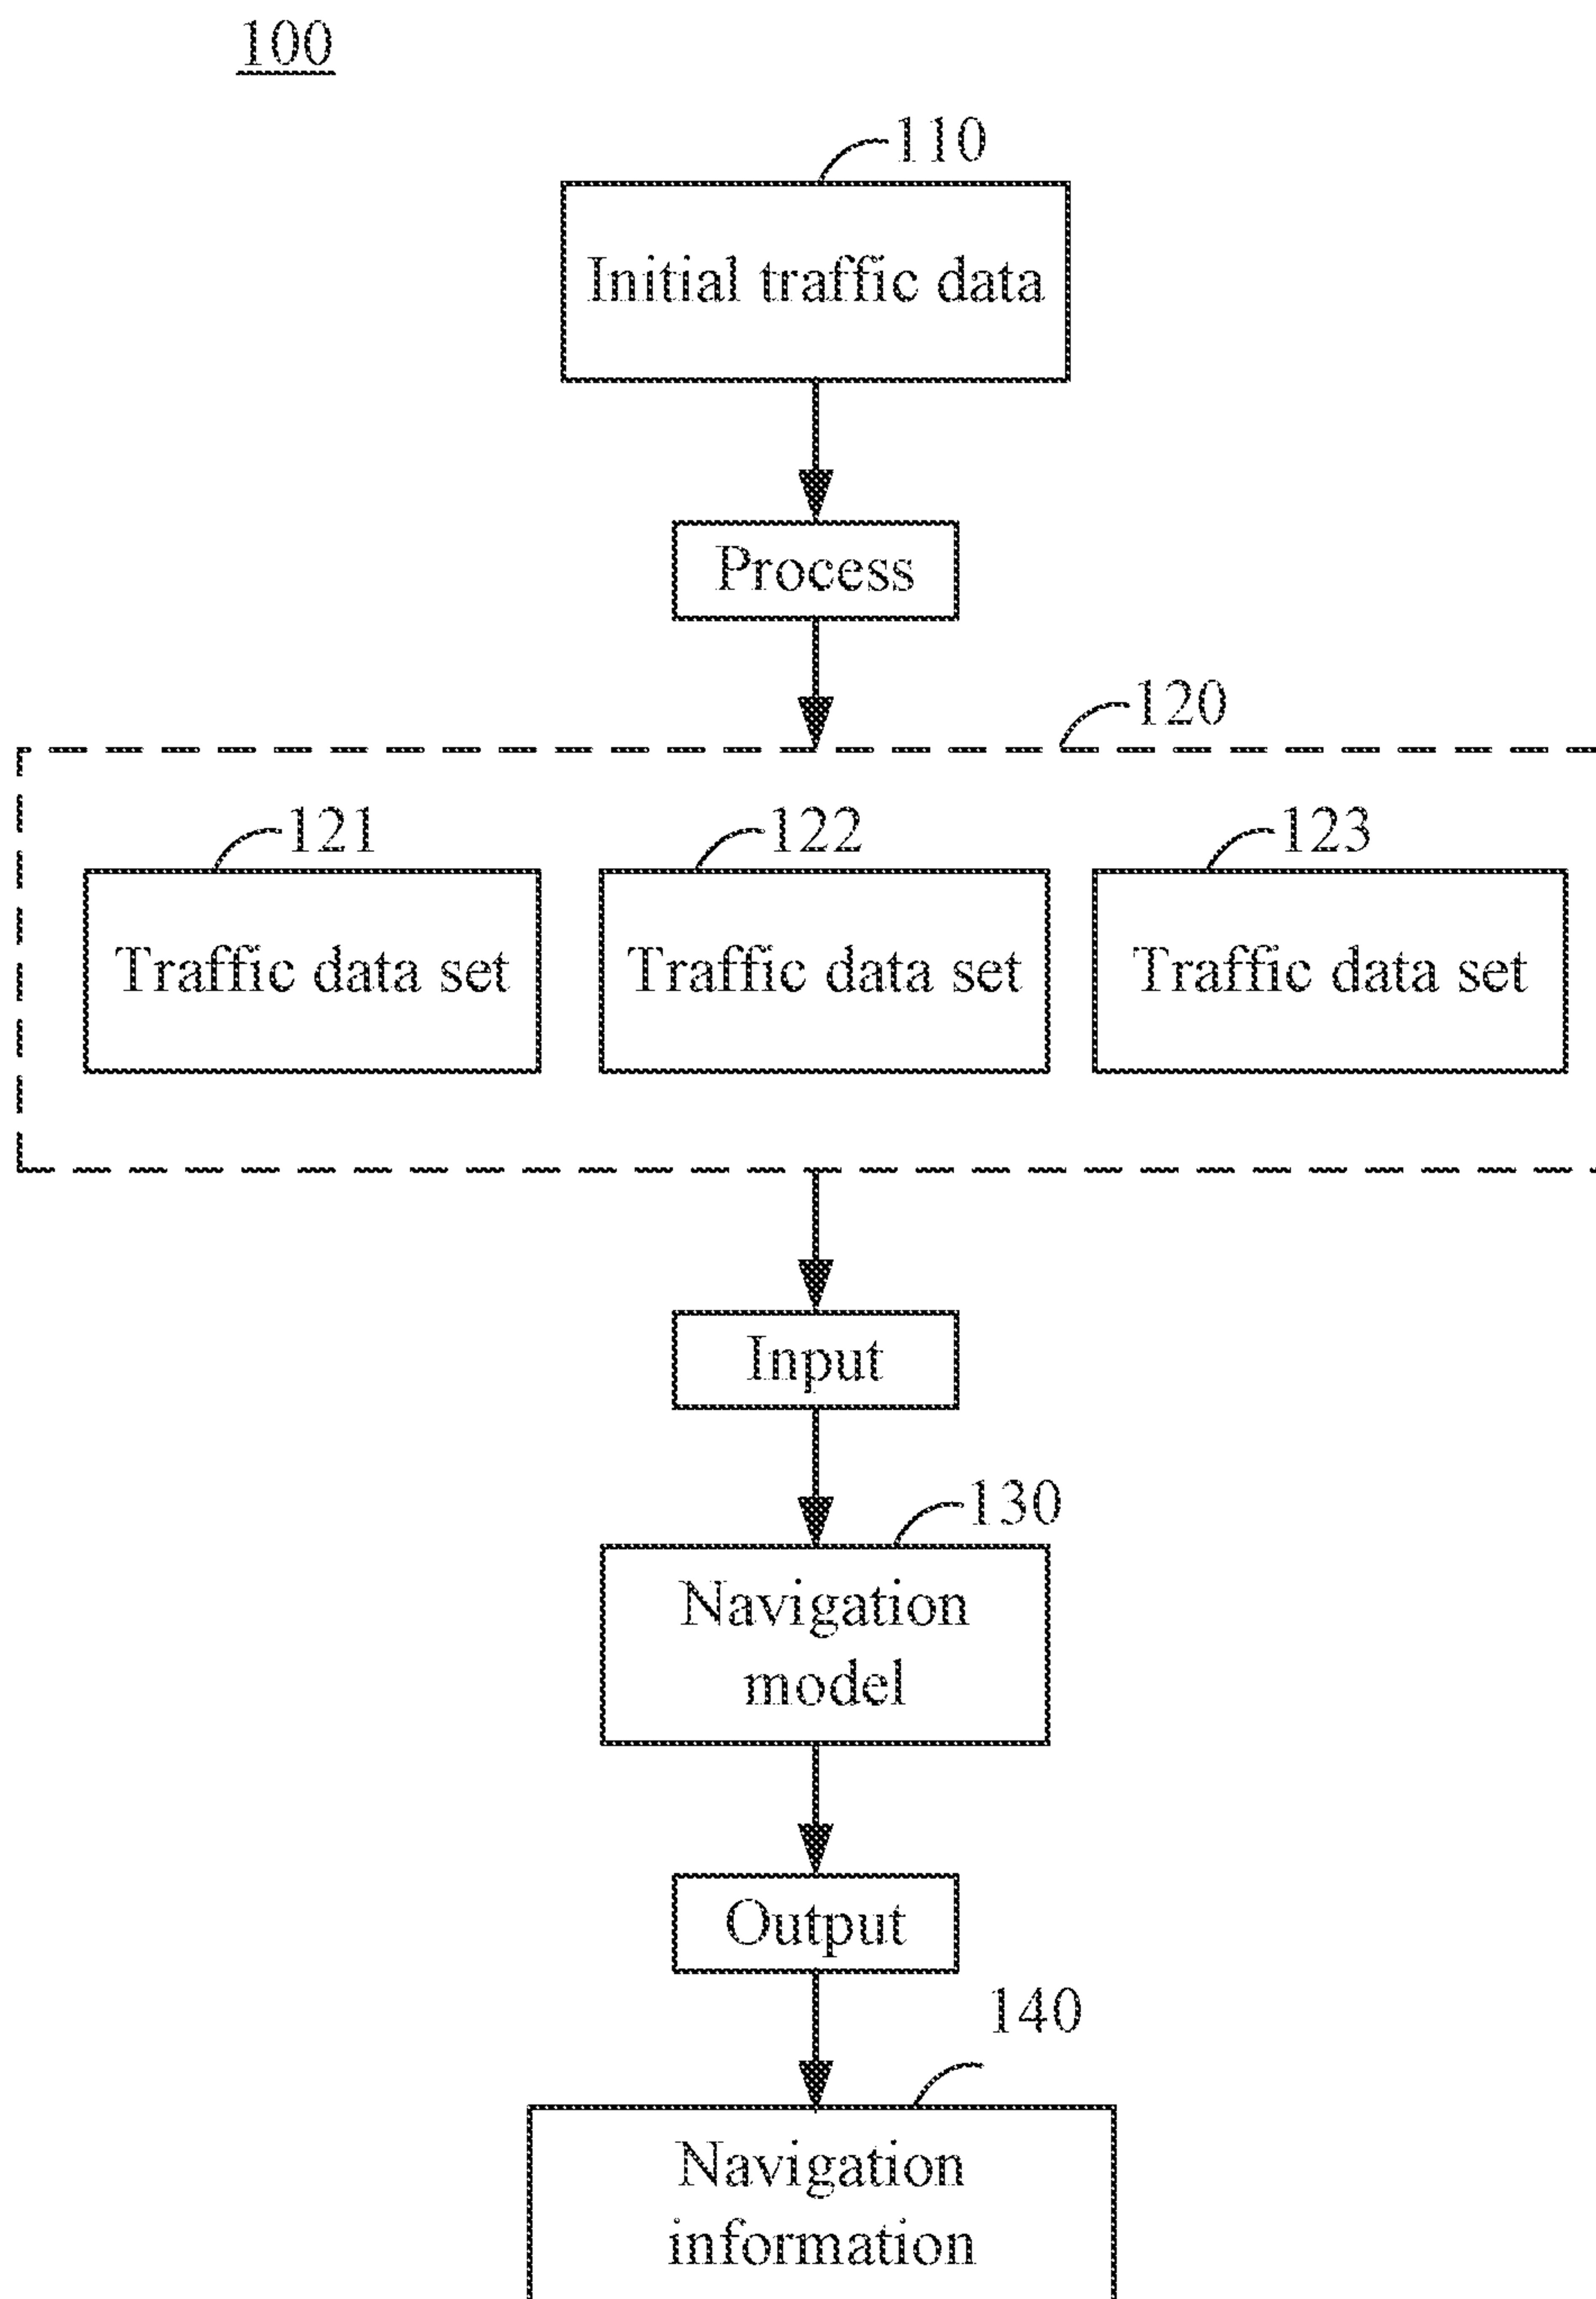 100
110
Initial traffic data
Process
120
121
122
123
Traffic data set
Traffic data set
Traffic data set
Input
130
Navigation
model
Output
140
Navigation
information